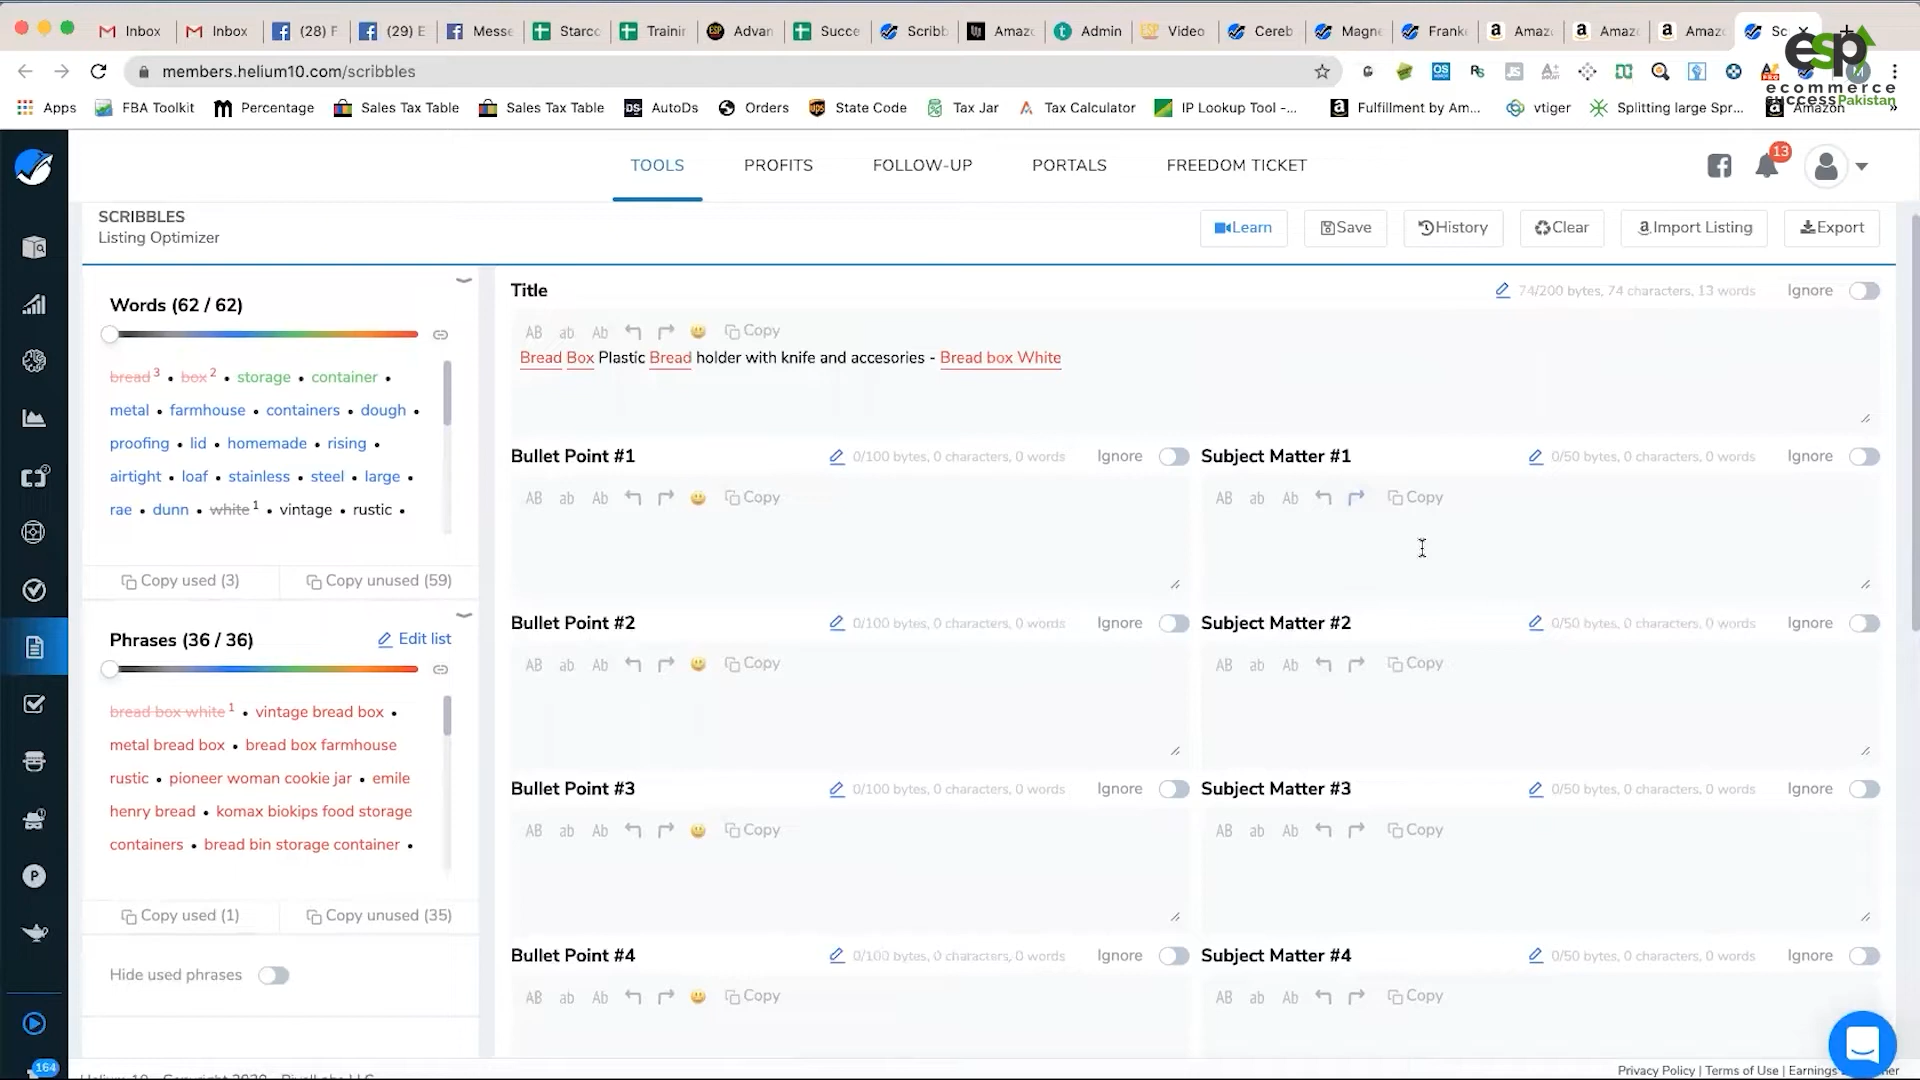 Inbox Inbox (28) F (29) E Messe Starcc Trainir Advan Succe Scribb Amaz Admin Video Cereb Magn Frank Amaz Amaz Amaz Sc
esp
ecommerce
success Pakistan
members.helium10.com/scribbles
Apps FBA Toolkit Percentage Sales Tax Table Sales Tax Table AutoDs Orders State Code Tax Jar Tax Calculator IP Lookup Tool -... Fulfillment by Am... vtiger Splitting large Spr... Amazon »
TOOLS PROFITS FOLLOW-UP PORTALS FREEDOM TICKET 13
SCRIBBLES
Listing Optimizer
Learn Save History Clear Import Listing Export
Words (62 / 62)
bread 3 • box 2 • storage • container •
metal • farmhouse • containers • dough •
proofing • lid • homemade • rising •
airtight • loaf • stainless • steel • large •
rae • dunn • white 1 • vintage • rustic •
Copy used (3) Copy unused (59)
Phrases (36 / 36) Edit list
bread box white 1 • vintage bread box •
metal bread box • bread box farmhouse
rustic • pioneer woman cookie jar • emile
henry bread • komax biokips food storage
containers • bread bin storage container •
Copy used (1) Copy unused (35)
Hide used phrases
164
Title 74/200 bytes, 74 characters, 13 words Ignore
AB ab Ab Copy
Bread Box Plastic Bread holder with knife and accesories - Bread box White
Bullet Point #1 0/100 bytes, 0 characters, 0 words Ignore
AB ab Ab Copy
Subject Matter #1 0/50 bytes, 0 characters, 0 words Ignore
AB ab Ab Copy
Bullet Point #2 0/100 bytes, 0 characters, 0 words Ignore
AB ab Ab Copy
Subject Matter #2 0/50 bytes, 0 characters, 0 words Ignore
AB ab Ab Copy
Bullet Point #3 0/100 bytes, 0 characters, 0 words Ignore
AB ab Ab Copy
Subject Matter #3 0/50 bytes, 0 characters, 0 words Ignore
AB ab Ab Copy
Bullet Point #4 0/100 bytes, 0 characters, 0 words Ignore
AB ab Ab Copy
Subject Matter #4 0/50 bytes, 0 characters, 0 words Ignore
AB ab Ab Copy
Privacy Policy | Terms of Use | Earnings